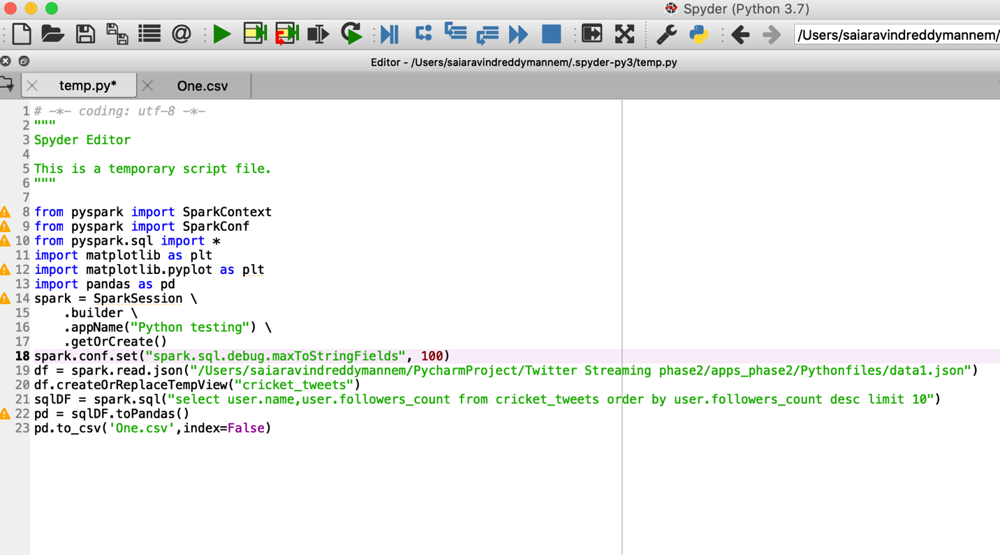 Spyder (Python 3.7)
/Users/saiaravindreddymannem/
Editor - /Users/saiaravindreddymannem/.spyder-py3/temp.py
temp.py* One.csv
1 # -*- coding: utf-8 -*-
2 """
3 Spyder Editor
4
5 This is a temporary script file.
6 """
7
8 from pyspark import SparkContext
9 from pyspark import SparkConf
10 from pyspark.sql import *
11 import matplotlib as plt
12 import matplotlib.pyplot as plt
13 import pandas as pd
14 spark = SparkSession \
15     .builder \
16     .appName("Python testing") \
17     .getOrCreate()
18 spark.conf.set("spark.sql.debug.maxToStringFields", 100)
19 df = spark.read.json("/Users/saiaravindreddymannem/PycharmProject/Twitter Streaming phase2/apps_phase2/Pythonfiles/data1.json")
20 df.createOrReplaceTempView("cricket_tweets")
21 sqlDF = spark.sql("select user.name,user.followers_count from cricket_tweets order by user.followers_count desc limit 10")
22 pd = sqlDF.toPandas()
23 pd.to_csv('One.csv',index=False)